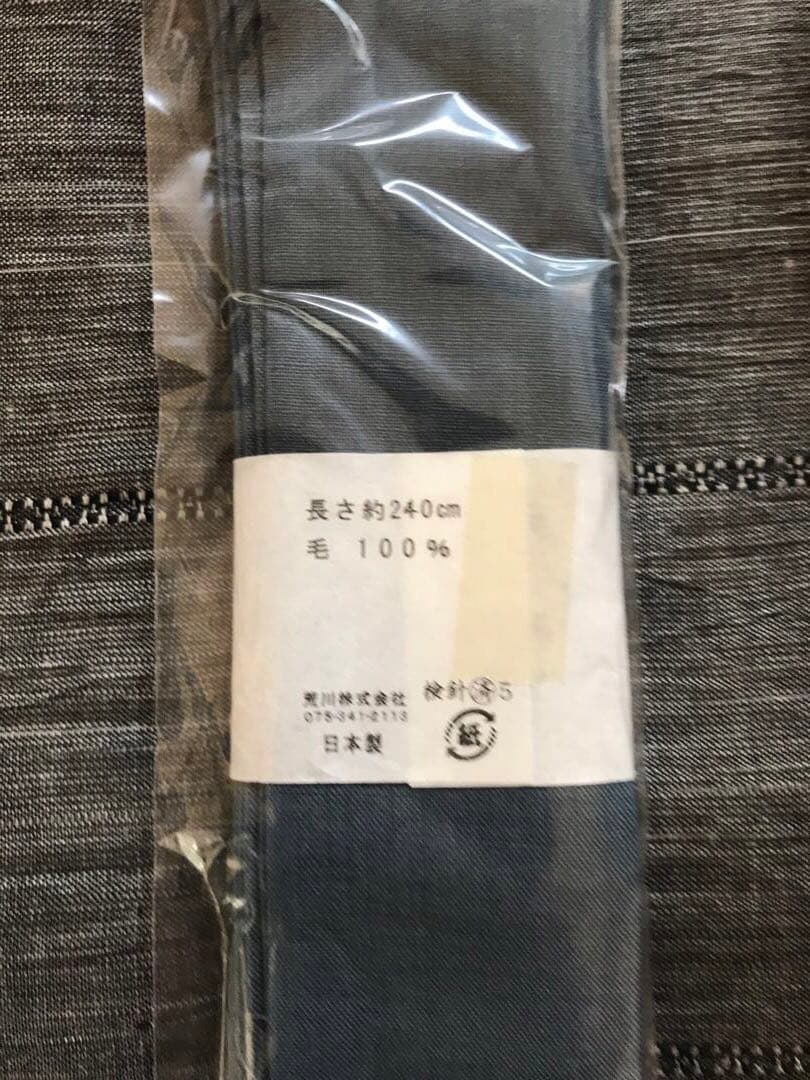 長さ約240cm
毛 100%
荒川株式会社
検針済5
075-341-2113
日本製
紙